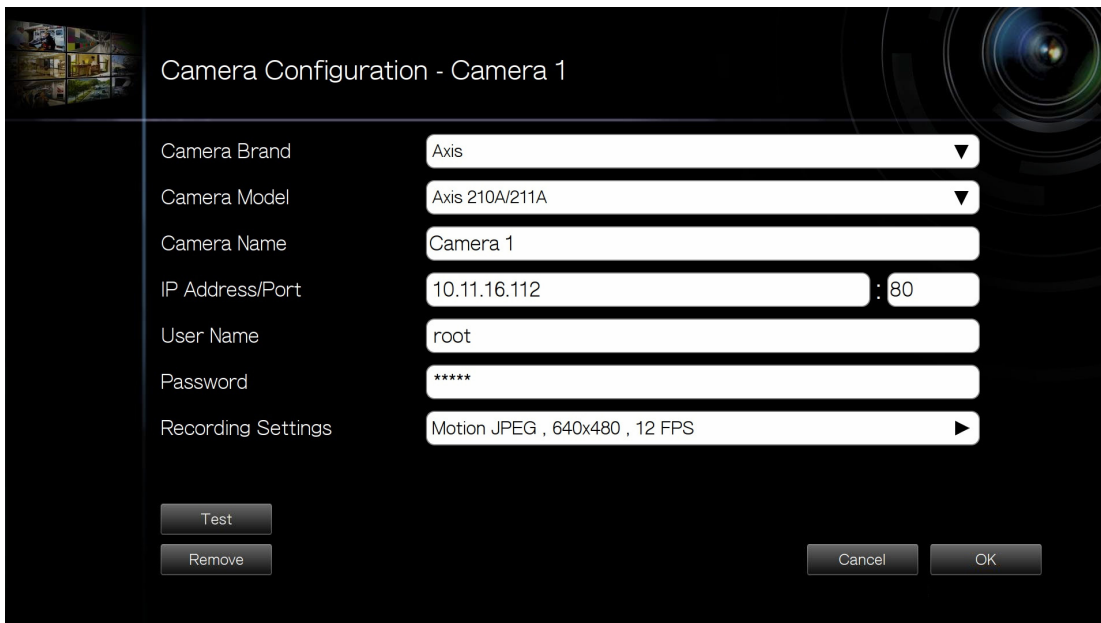 Camera Configuration - Camera 1
Camera Brand Axis ▼
Camera Model Axis 210A/211A ▼
Camera Name Camera 1
IP Address/Port 10.11.16.112 : 80
User Name root
Password *****
Recording Settings Motion JPEG , 640x480 , 12 FPS ▶
Test
Remove Cancel OK